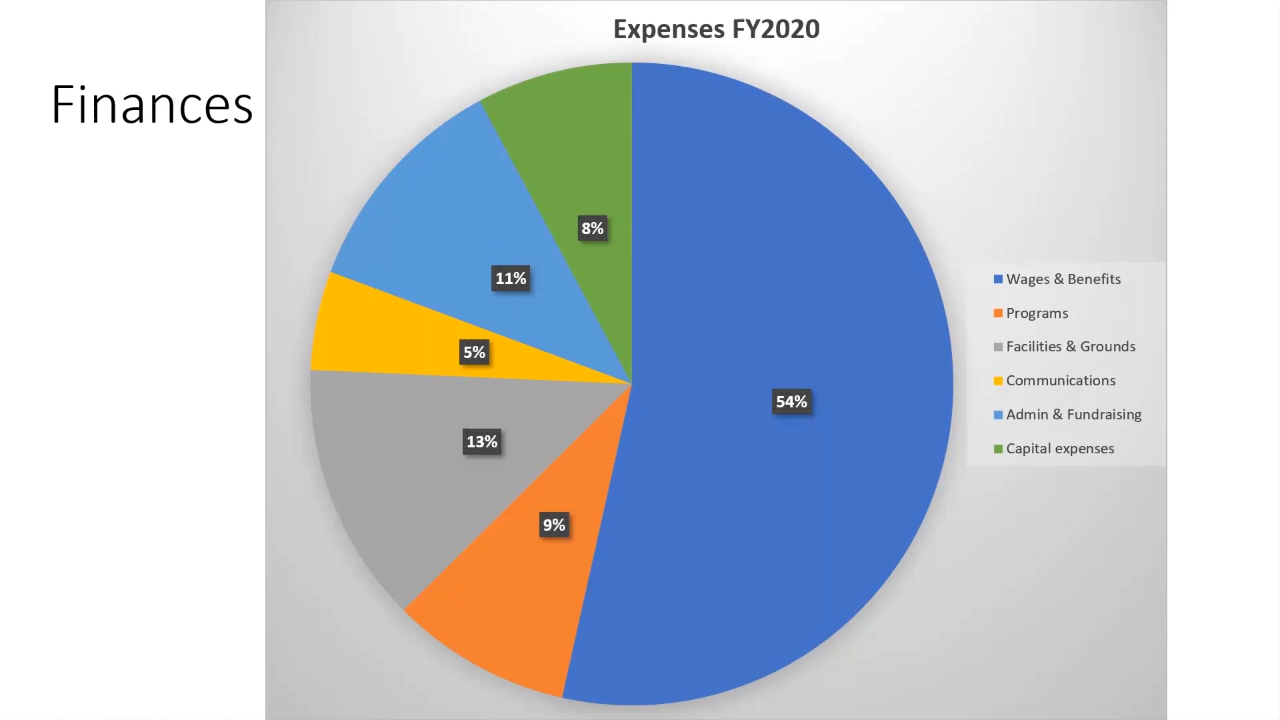 Finances
Expenses FY2020
8%
11%
5%
13%
9%
54%
Wages & Benefits
Programs
Facilities & Grounds
Communications
Admin & Fundraising
Capital expenses